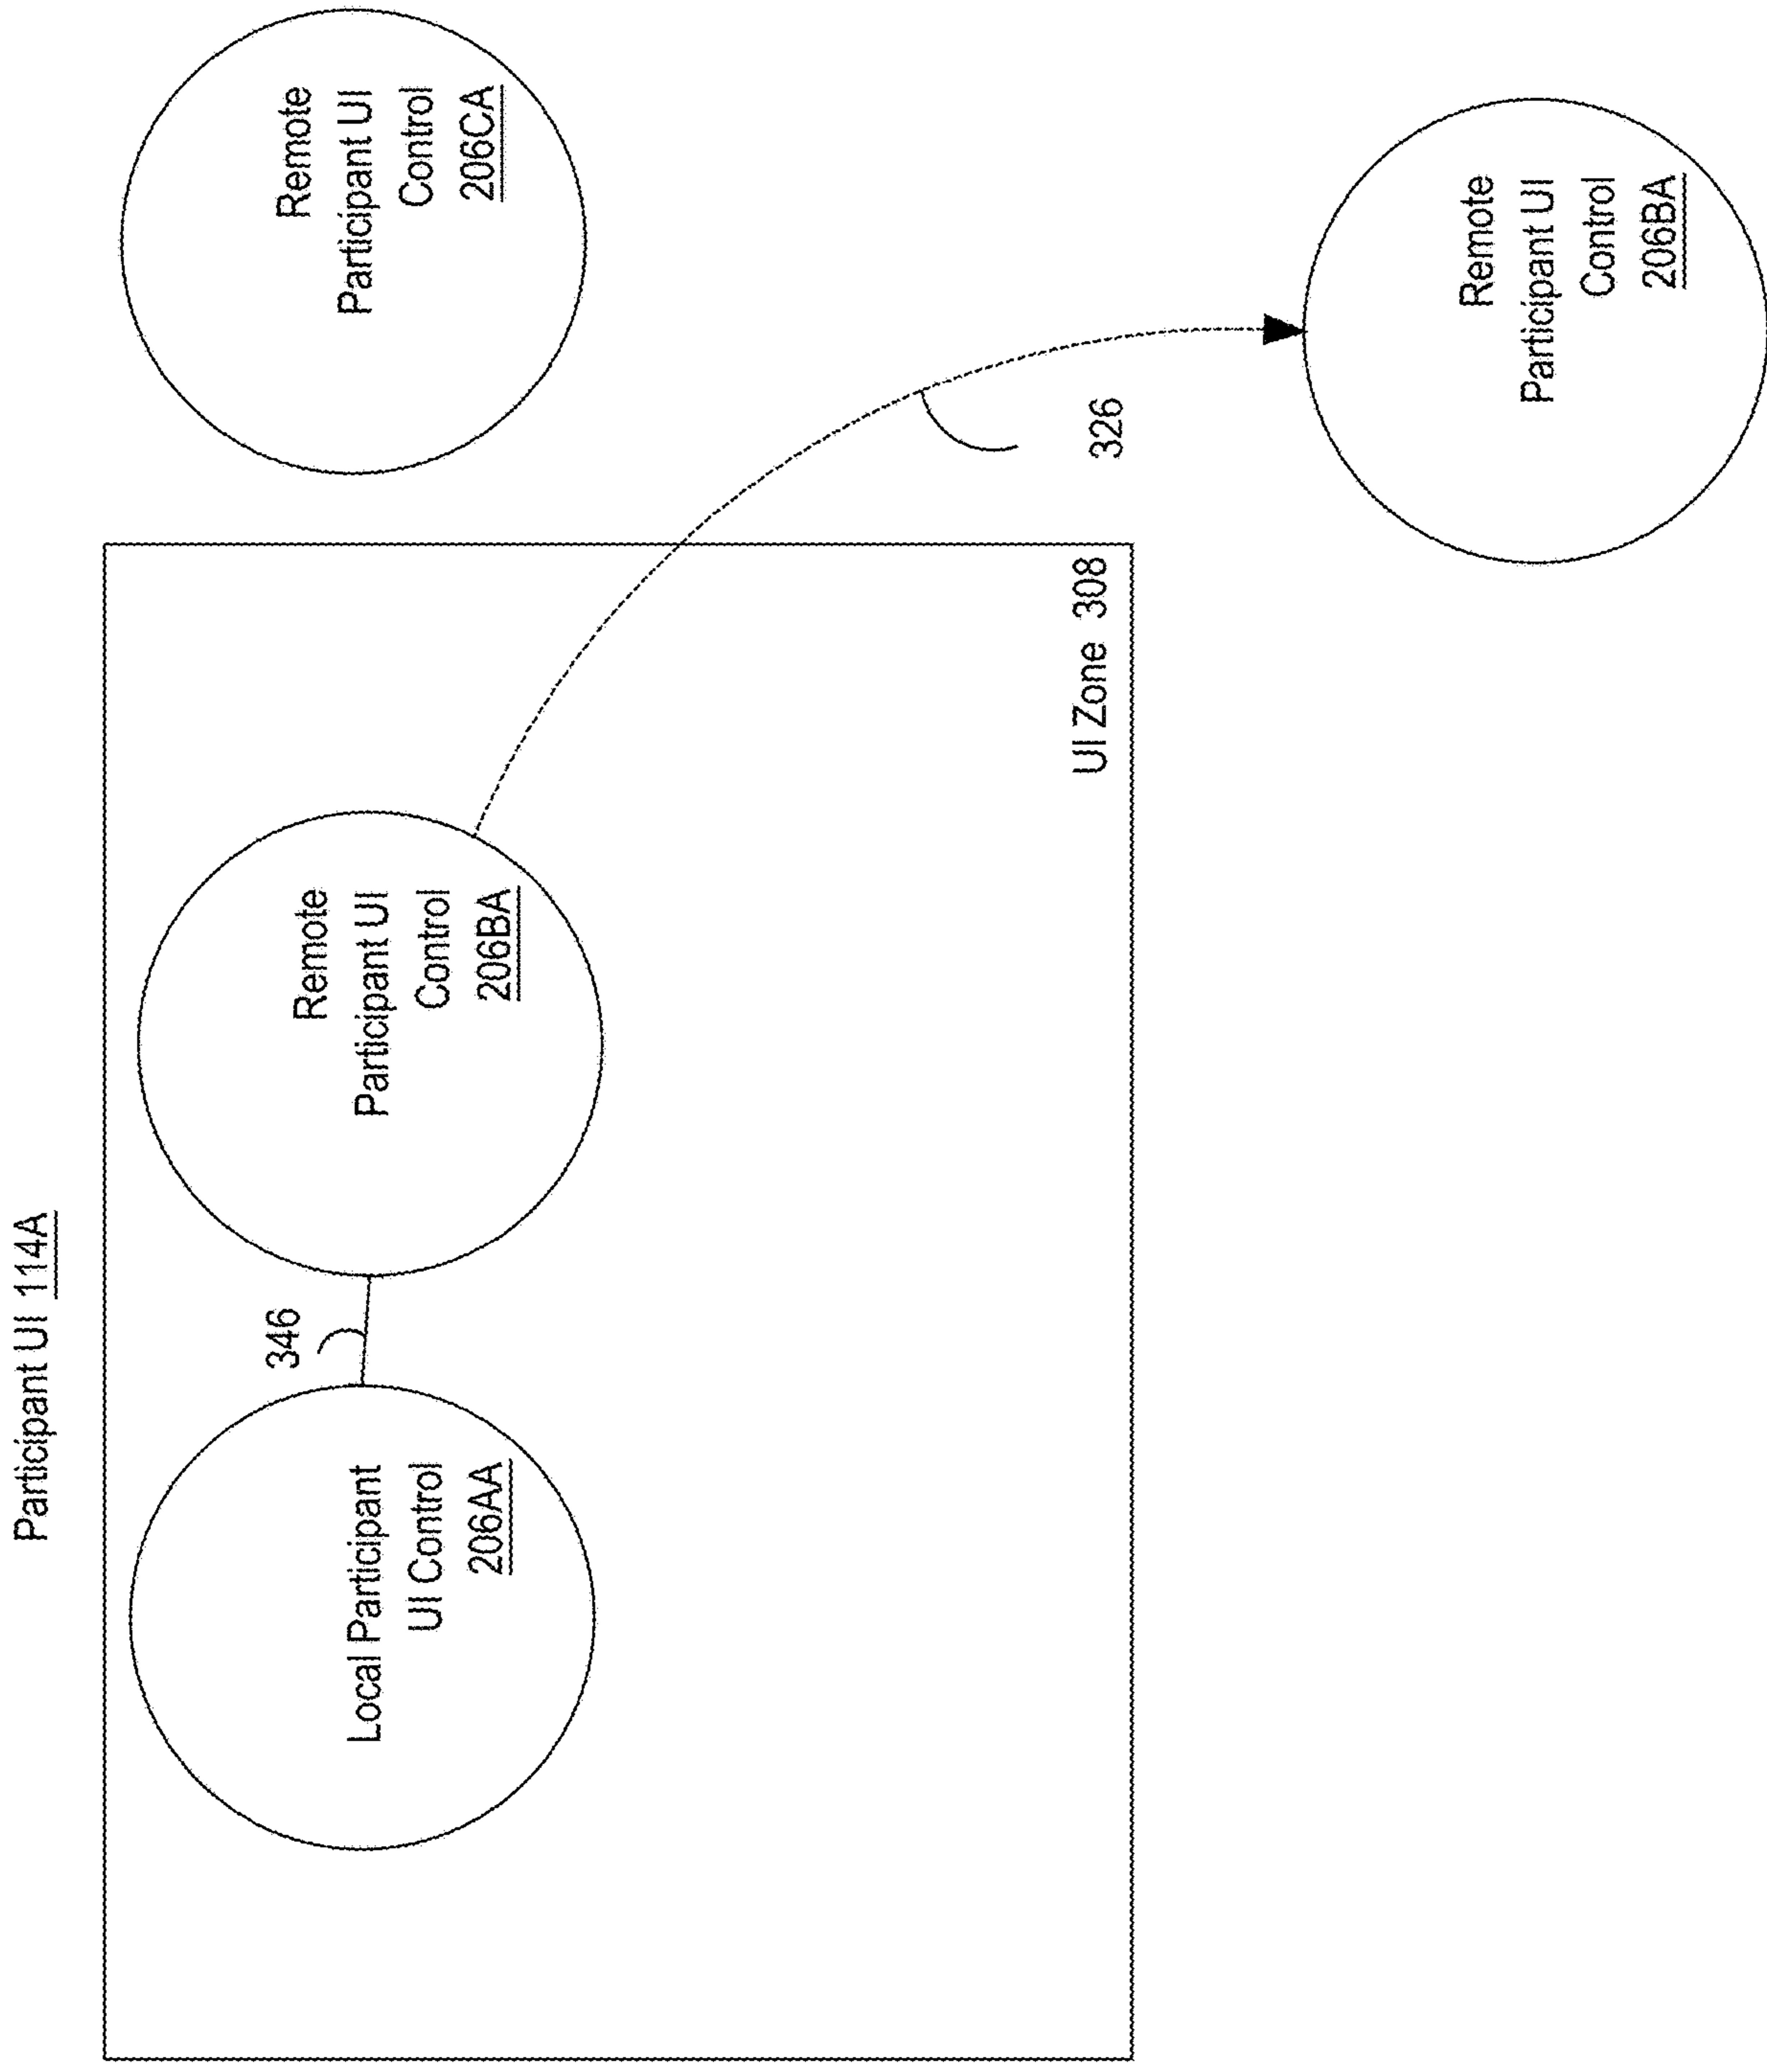 Participant UI 114A
346
Local Participant
UI Control
206AA
Remote
Participant UI
Control
206BA
Remote
Participant UI
Control
206CA
UI Zone 308
326
Remote
Participant UI
Control
206BA